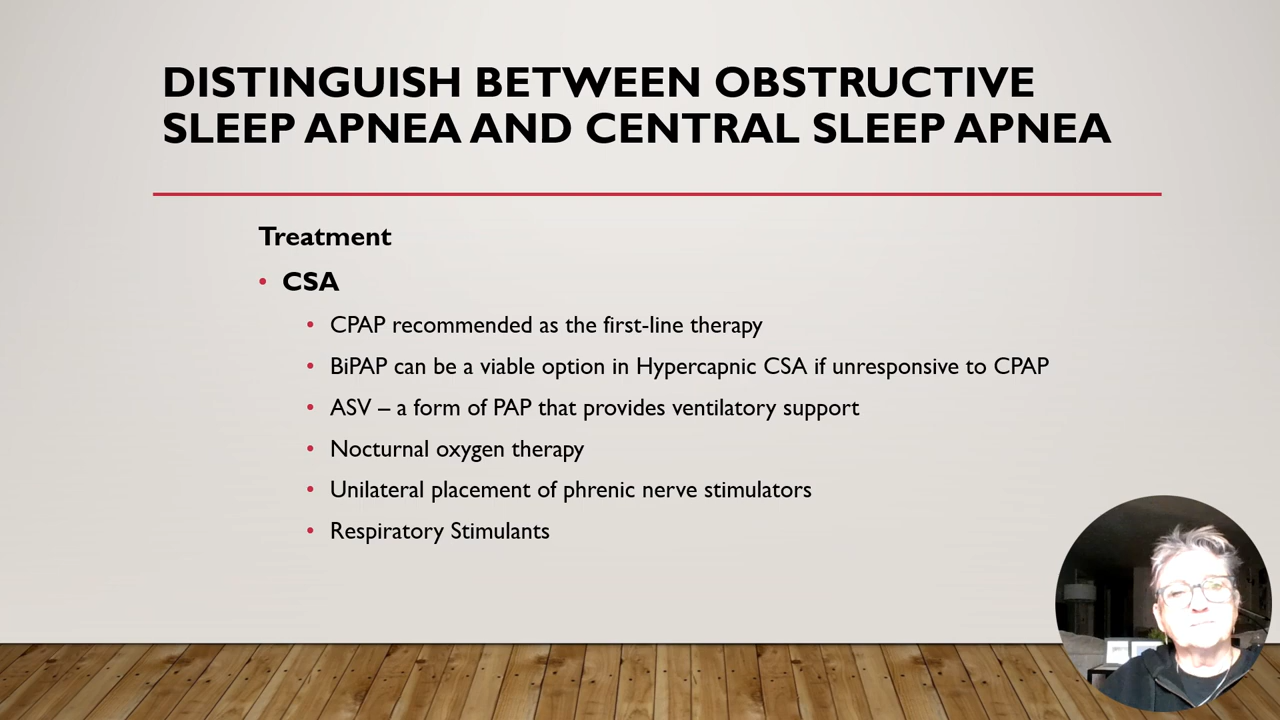 DISTINGUISH BETWEEN OBSTRUCTIVE
SLEEP APNEA AND CENTRAL SLEEP APNEA
Treatment
• CSA
• CPAP recommended as the first-line therapy
• BiPAP can be a viable option in Hypercapnic CSA if unresponsive to CPAP
• ASV – a form of PAP that provides ventilatory support
• Nocturnal oxygen therapy
• Unilateral placement of phrenic nerve stimulators
• Respiratory Stimulants